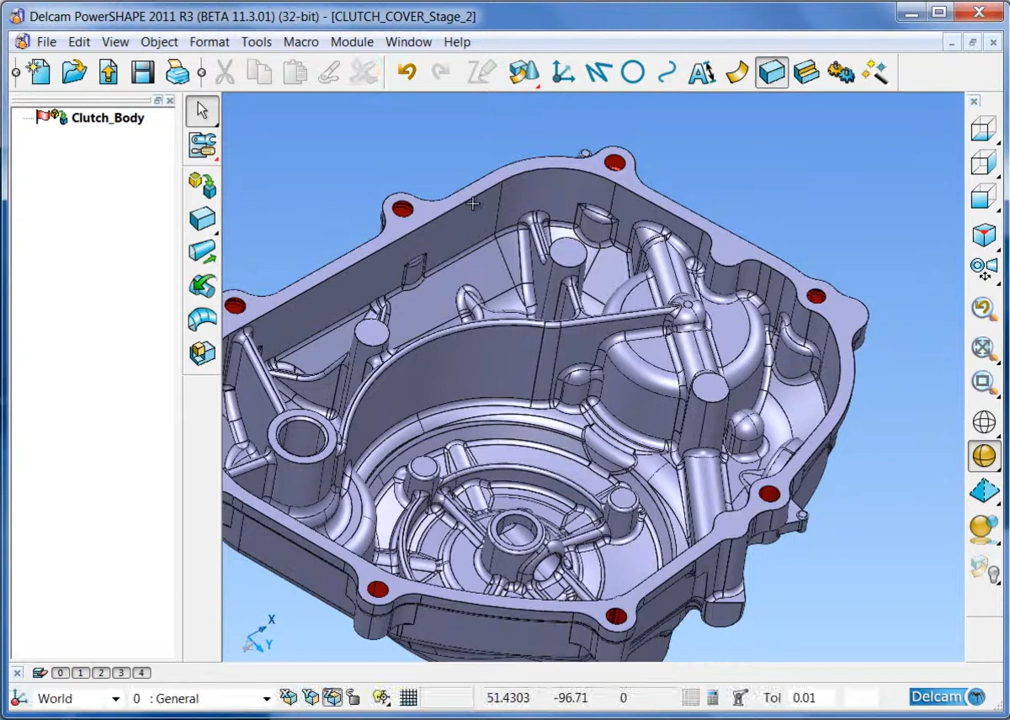 Delcam PowerSHAPE 2011 R3 (BETA 11.3.01) (32-bit) - [CLUTCH_COVER_Stage_2]
File Edit View Object Format Tools Macro Module Window Help
Clutch_Body
X
Y
0 1 2 3 4
World 0 : General 51.4303 -96.71 0 Tol 0.01 Delcam